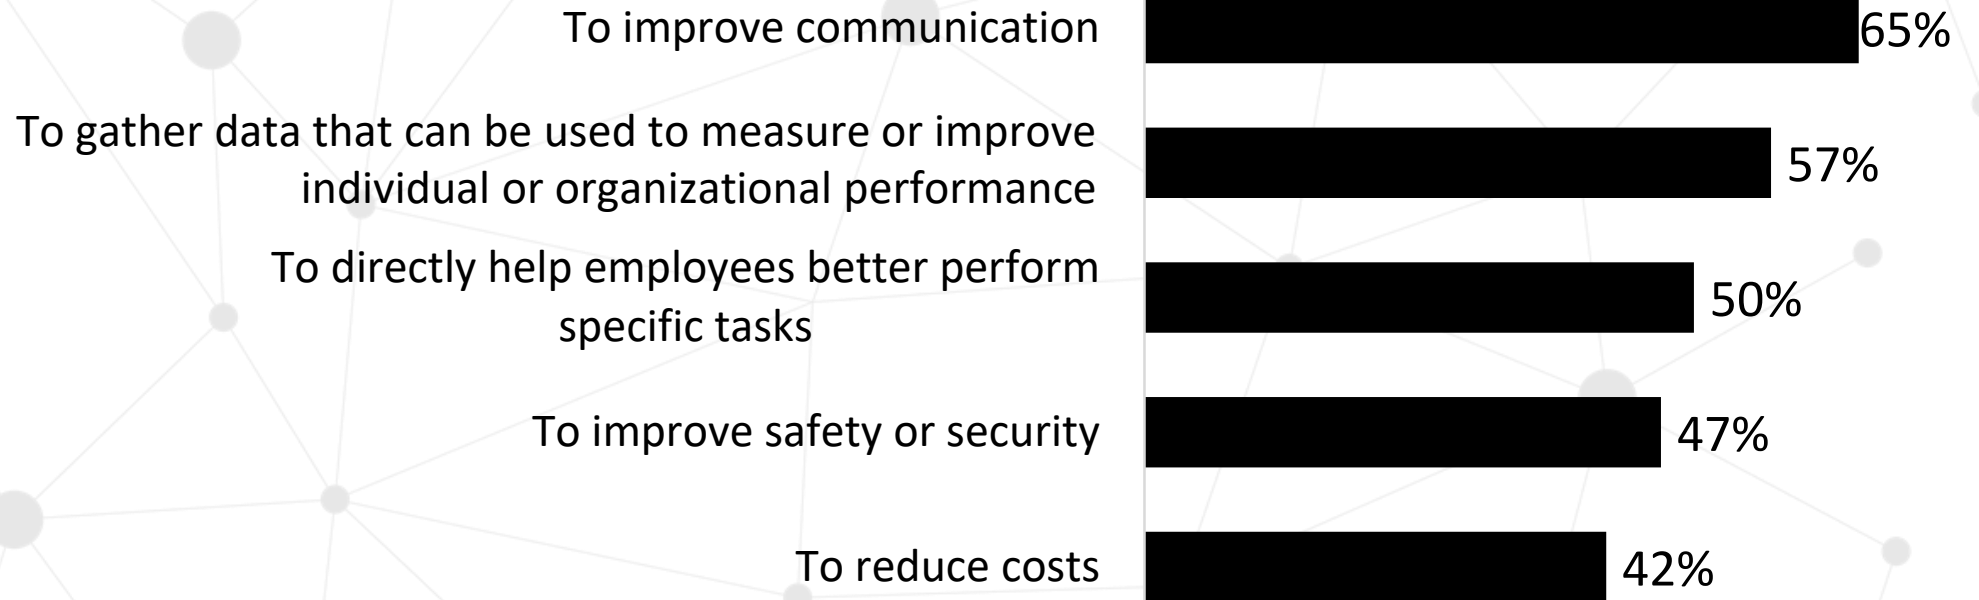 To improve communication
65%
To gather data that can be used to measure or improve
individual or organizational performance
57%
To directly help employees better perform
specific tasks
50%
To improve safety or security
47%
To reduce costs
42%